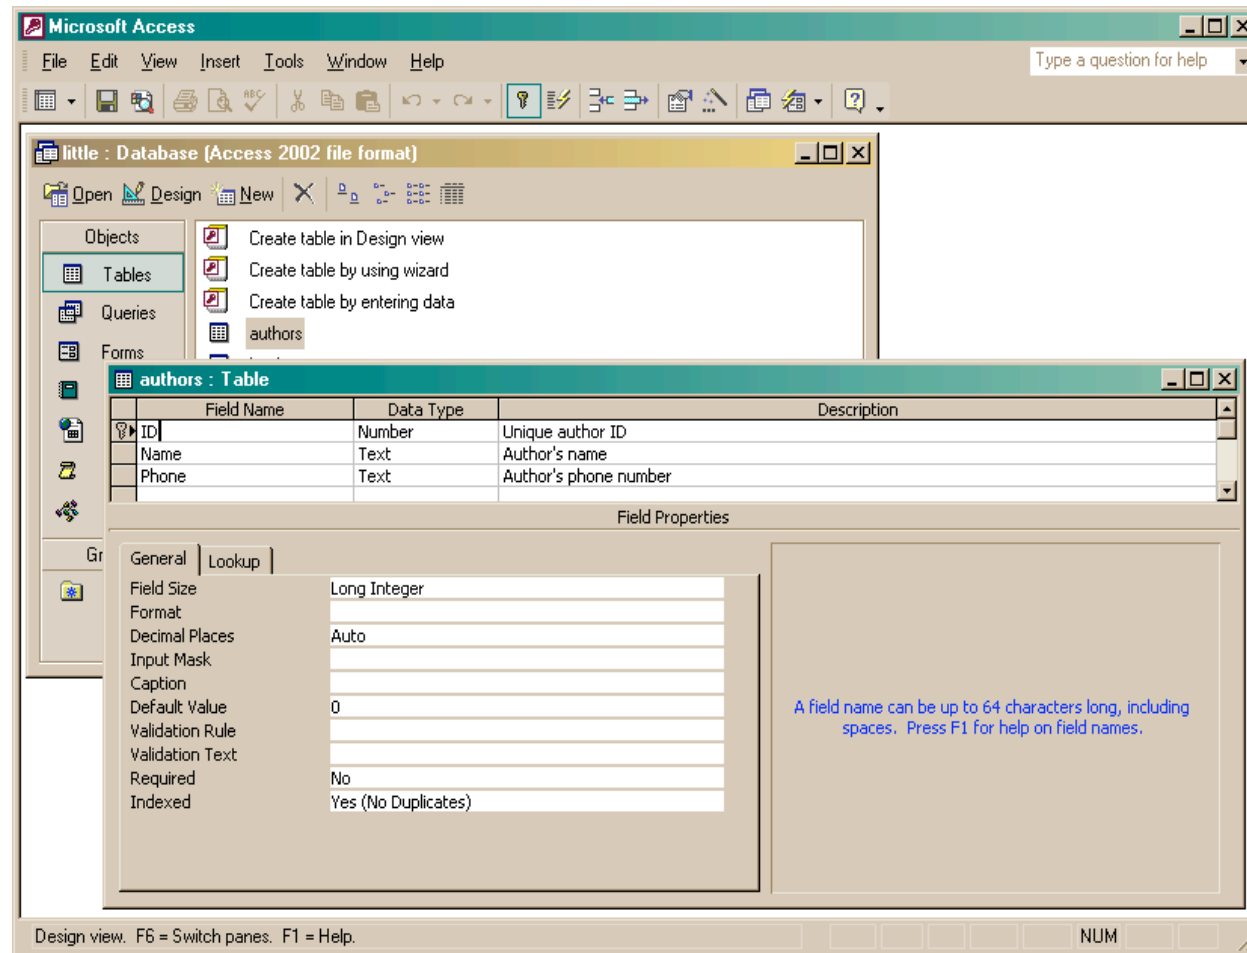 Microsoft Access
File Edit View Insert Tools Window Help Type a question for help
little : Database (Access 2002 file format)
Open Design New
Objects
Tables
Queries
Forms
Create table in Design view
Create table by using wizard
Create table by entering data
authors
authors : Table
Field Name Data Type Description
ID Number Unique author ID
Name Text Author's name
Phone Text Author's phone number
Field Properties
Gr
General Lookup
Field Size Long Integer
Format
Decimal Places Auto
Input Mask
Caption
Default Value 0
Validation Rule
Validation Text
Required No
Indexed Yes (No Duplicates)
A field name can be up to 64 characters long, including
spaces. Press F1 for help on field names.
Design view. F6 = Switch panes. F1 = Help. NUM